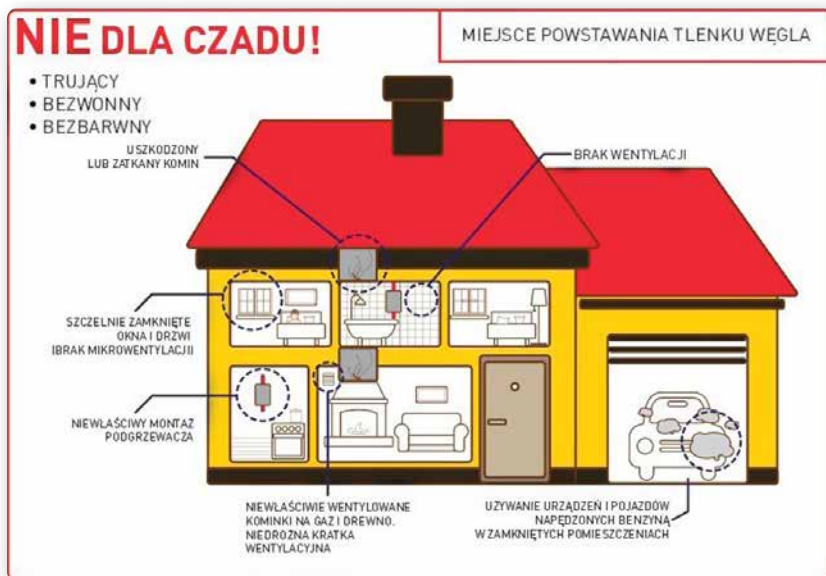 NIE DLA CZADU!
MIEJSCE POWSTAWANIA TLENKU WĘGLA
• TRUJĄCY
• BEZWONNY
• BEZBARWNY
USZKODZONY
LUB ZATKANY KOMIN
BRAK WENTYLACJI
SZCZELNIE ZAMKNIĘTE
OKNA I DRZWI
(BRAK MIKROWENTYLACJI)
NIEWŁAŚCIWY MONTAŻ
PODGRZEWACZA
NIEWŁAŚCIWIE WENTYLOWANE
KOMINKI NA GAZ I DREWNO.
NIEDROŻNA KRATKA
WENTYLACYJNA
UŻYWANIE URZĄDZEŃ I POJAZDÓW
NAPĘDZONYCH BENZYNĄ
W ZAMKNIĘTYCH POMIESZCZENIACH